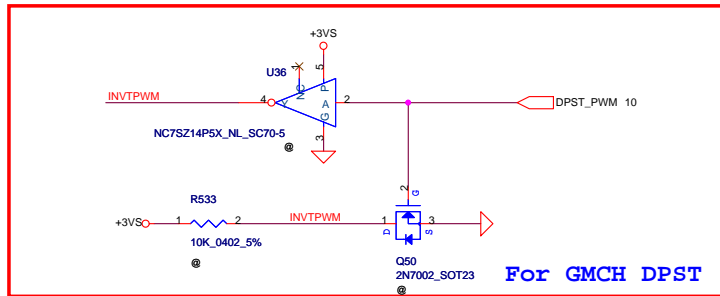 +3VS
U36
1
5
NC
P
INVTPWM
4
Y
A
2
DPST_PWM 10
G
3
NC7SZ14P5X_NL_SC70-5
@
2
G
R533
+3VS
1
2
INVTPWM
1
3
D
S
10K_0402_5%
@
Q50
2N7002_SOT23
@
For GMCH DPST